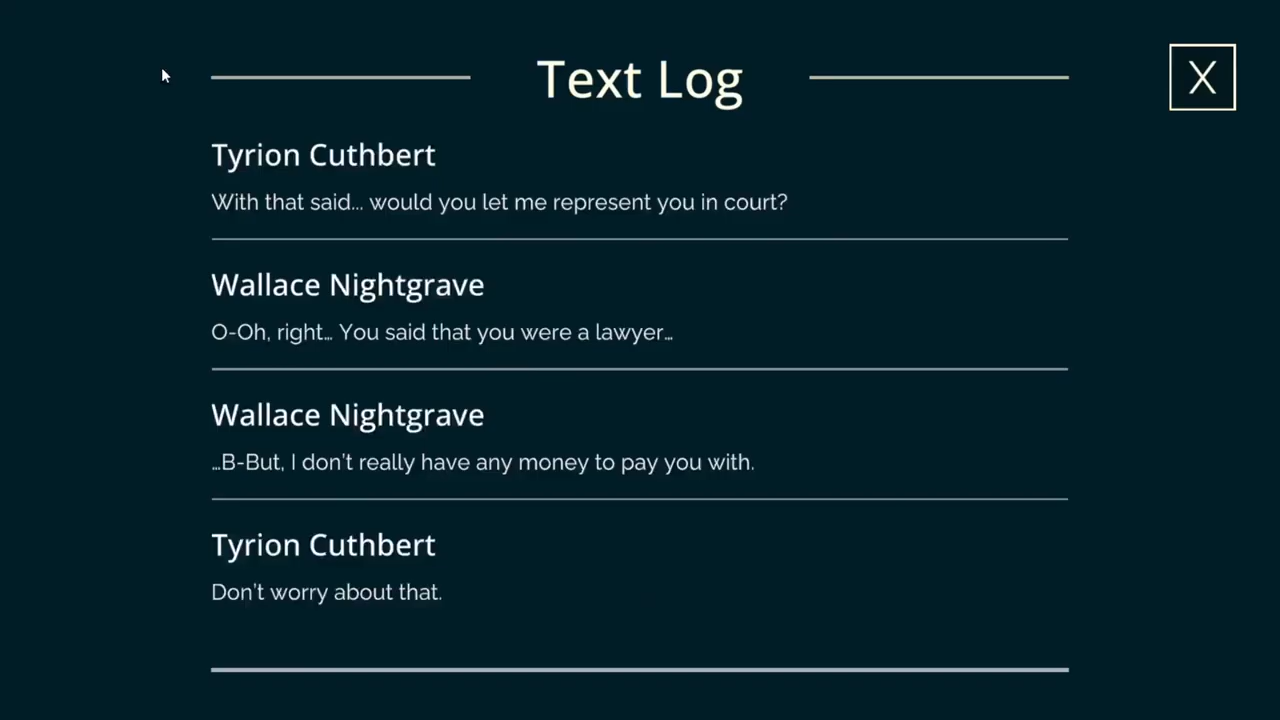 Text Log
X
Tyrion Cuthbert
With that said... would you let me represent you in court?
Wallace Nightgrave
O-Oh, right… You said that you were a lawyer…
Wallace Nightgrave
…B-But, I don't really have any money to pay you with.
Tyrion Cuthbert
Don't worry about that.